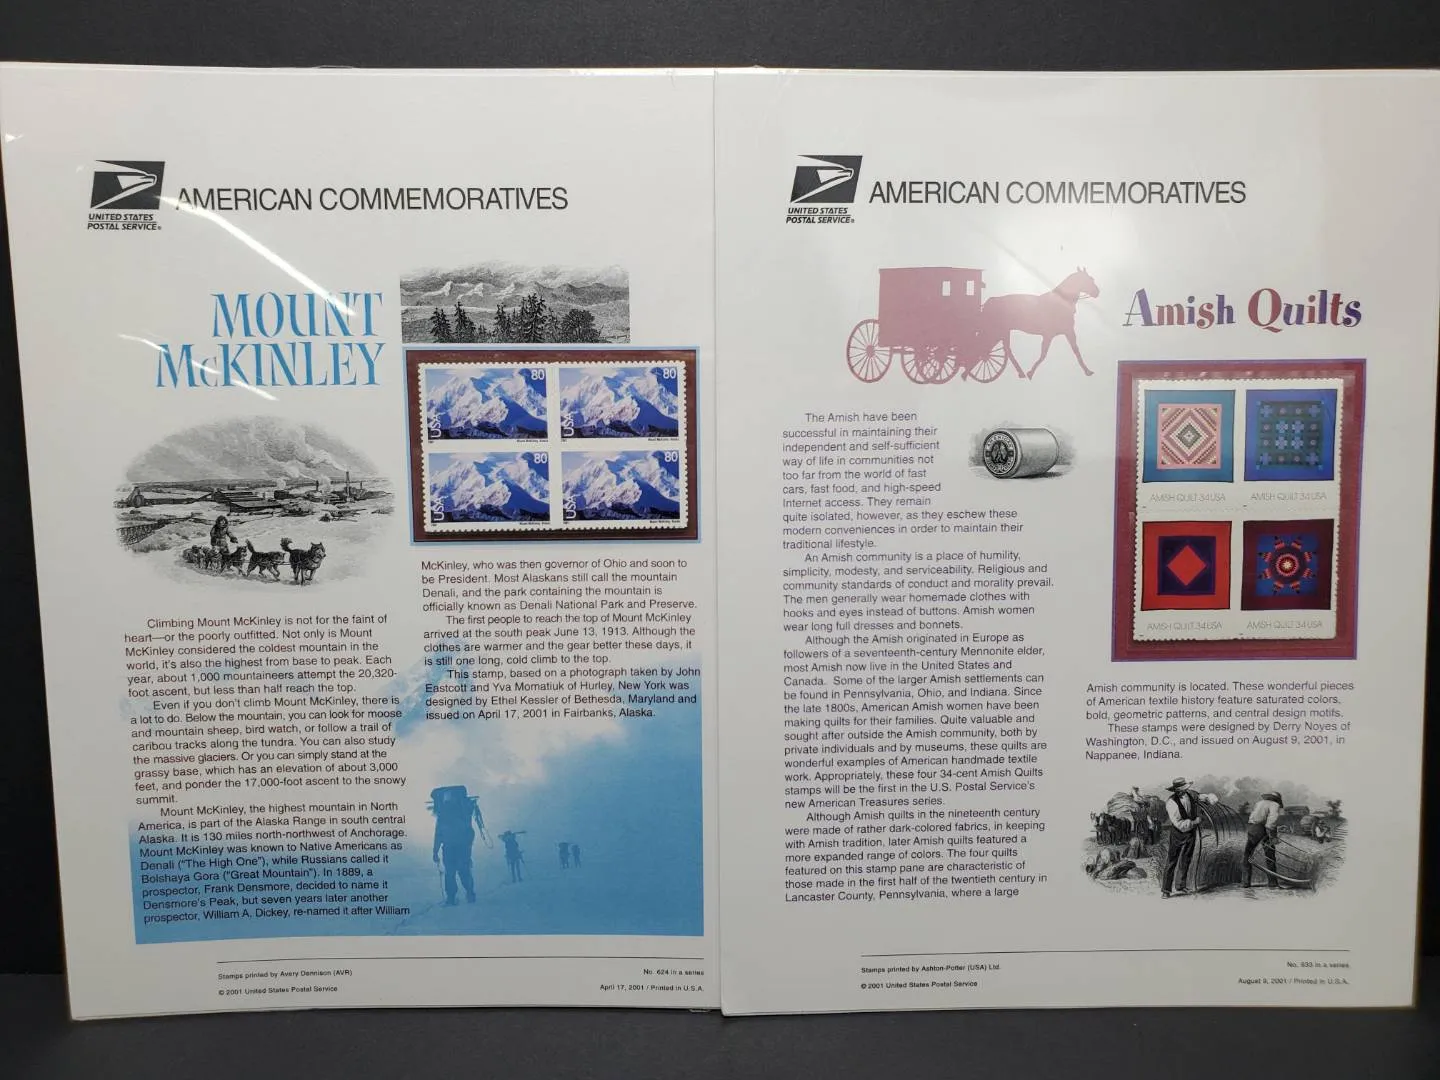 UNITED STATES
POSTAL SERVICE®
AMERICAN COMMEMORATIVES
MOUNT
McKINLEY
80
USA
2001
Mount McKinley, Alaska
80
USA
2001
Mount McKinley, Alaska
80
USA
2001
Mount McKinley, Alaska
80
USA
2001
Mount McKinley, Alaska
Climbing Mount McKinley is not for the faint of
heart—or the poorly outfitted. Not only is Mount
McKinley considered the coldest mountain in the
world, it's also the highest from base to peak. Each
year, about 1,000 mountaineers attempt the 20,320-
foot ascent, but less than half reach the top.
Even if you don't climb Mount McKinley, there is
a lot to do. Below the mountain, you can look for moose
and mountain sheep, bird watch, or follow a trail of
caribou tracks along the tundra. You can also study
the massive glaciers. Or you can simply stand at the
grassy base, which has an elevation of about 3,000
feet, and ponder the 17,000-foot ascent to the snowy
summit.
Mount McKinley, the highest mountain in North
America, is part of the Alaska Range in south central
Alaska. It is 130 miles north-northwest of Anchorage.
Mount McKinley was known to Native Americans as
Denali ("The High One"), while Russians called it
Bolshaya Gora ("Great Mountain"). In 1889, a
prospector, Frank Densmore, decided to name it
Densmore's Peak, but seven years later another
prospector, William A. Dickey, re-named it after William
McKinley, who was then governor of Ohio and soon to
be President. Most Alaskans still call the mountain
Denali, and the park containing the mountain is
officially known as Denali National Park and Preserve.
The first people to reach the top of Mount McKinley
arrived at the south peak June 13, 1913. Although the
clothes are warmer and the gear better these days, it
is still one long, cold climb to the top.
This stamp, based on a photograph taken by John
Eastcott and Yva Momatiuk of Hurley, New York was
designed by Ethel Kessler of Bethesda, Maryland and
issued on April 17, 2001 in Fairbanks, Alaska.
Stamps printed by Avery Dennison (AVR)
© 2001 United States Postal Service
No. 624 in a series
April 17, 2001 / Printed in U.S.A.
UNITED STATES
POSTAL SERVICE®
AMERICAN COMMEMORATIVES
Amish Quilts
The Amish have been
successful in maintaining their
independent and self-sufficient
way of life in communities not
too far from the world of fast
cars, fast food, and high-speed
Internet access. They remain
quite isolated, however, as they eschew these
modern conveniences in order to maintain their
traditional lifestyle.
An Amish community is a place of humility,
simplicity, modesty, and serviceability. Religious and
community standards of conduct and morality prevail.
The men generally wear homemade clothes with
hooks and eyes instead of buttons. Amish women
wear long full dresses and bonnets.
Although the Amish originated in Europe as
followers of a seventeenth-century Mennonite elder,
most Amish now live in the United States and
Canada. Some of the larger Amish settlements can
be found in Pennsylvania, Ohio, and Indiana. Since
the late 1800s, American Amish women have been
making quilts for their families. Quite valuable and
sought after outside the Amish community, both by
private individuals and by museums, these quilts are
wonderful examples of American handmade textile
work. Appropriately, these four 34-cent Amish Quilts
stamps will be the first in the U.S. Postal Service's
new American Treasures series.
Although Amish quilts in the nineteenth century
were made of rather dark-colored fabrics, in keeping
with Amish tradition, later Amish quilts featured a
more expanded range of colors. The four quilts
featured on this stamp pane are characteristic of
those made in the first half of the twentieth century in
Lancaster County, Pennsylvania, where a large
AMISH QUILT 34 USA
AMISH QUILT 34 USA
AMISH QUILT 34 USA
AMISH QUILT 34 USA
Amish community is located. These wonderful pieces
of American textile history feature saturated colors,
bold, geometric patterns, and central design motifs.
These stamps were designed by Derry Noyes of
Washington, D.C., and issued on August 9, 2001, in
Nappanee, Indiana.
Stamps printed by Ashton-Potter (USA) Ltd.
© 2001 United States Postal Service
No. 633 in a series
August 9, 2001 / Printed in U.S.A.